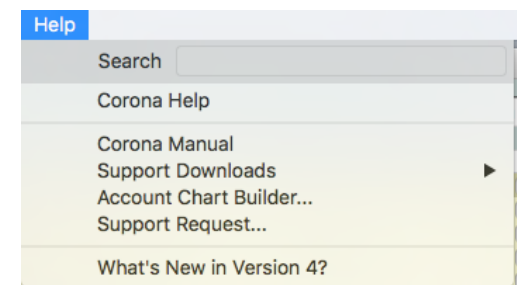 Help
Search
Corona Help
Corona Manual
Support Downloads
Account Chart Builder...
Support Request...
What's New in Version 4?